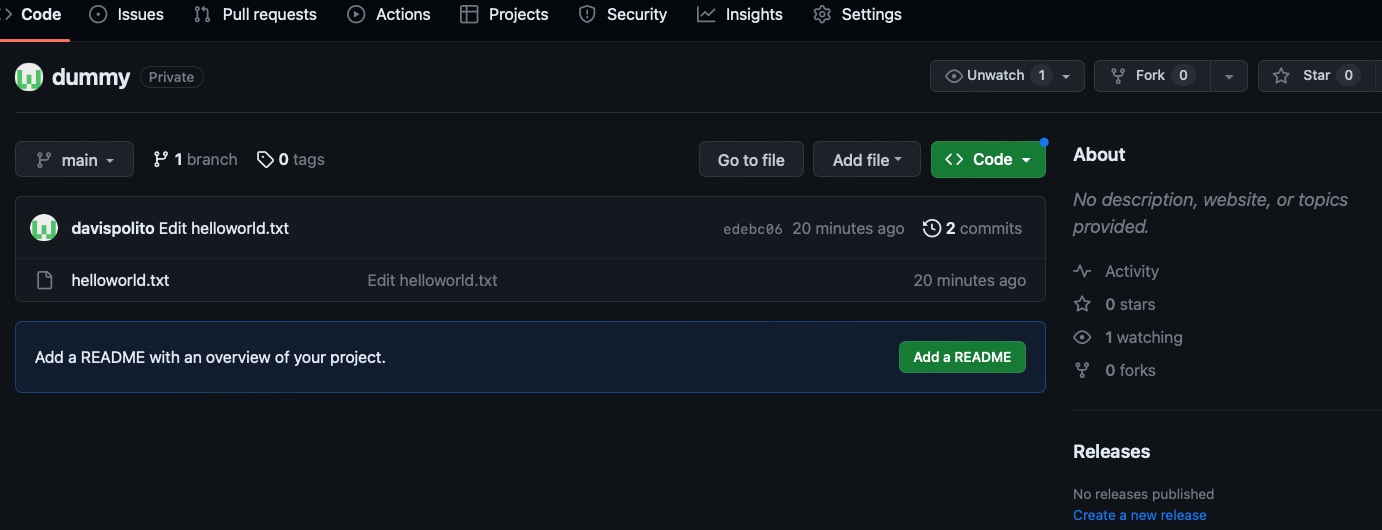 Code Issues Pull requests Actions Projects Security Insights Settings
dummy Private Unwatch 1 Fork 0 Star 0
main 1 branch 0 tags Go to file Add file Code
davispolito Edit helloworld.txt edebc06 20 minutes ago 2 commits
helloworld.txt Edit helloworld.txt 20 minutes ago
Add a README with an overview of your project. Add a README
About
No description, website, or topics
provided.
Activity
0 stars
1 watching
0 forks
Releases
No releases published
Create a new release